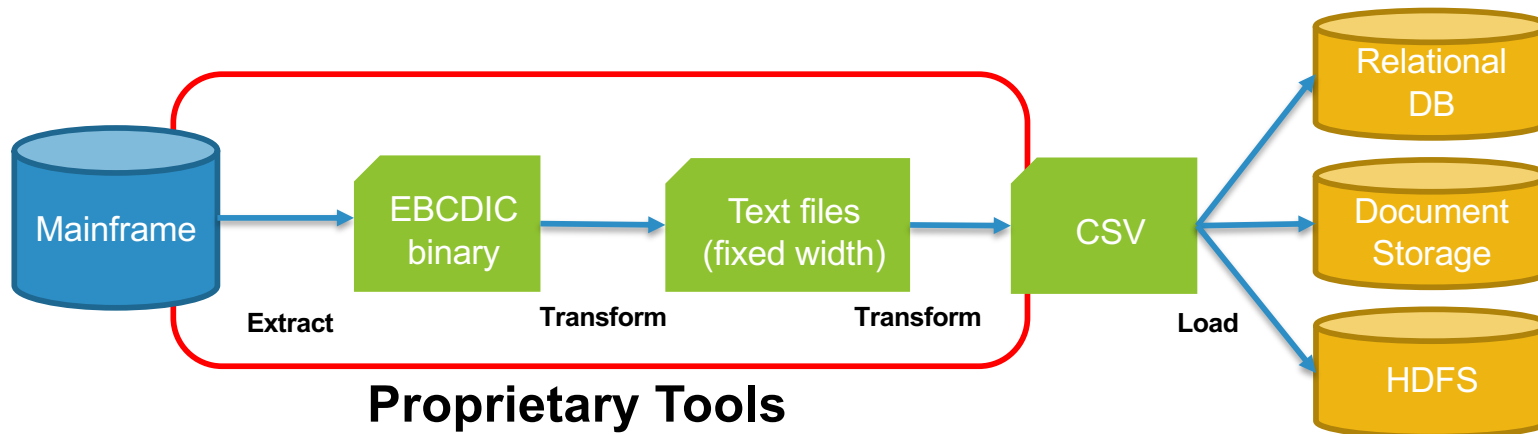 Mainframe
EBCDIC
binary
Text files
(fixed width)
CSV
Relational
DB
Document
Storage
HDFS
Extract
Transform
Transform
Load
Proprietary Tools